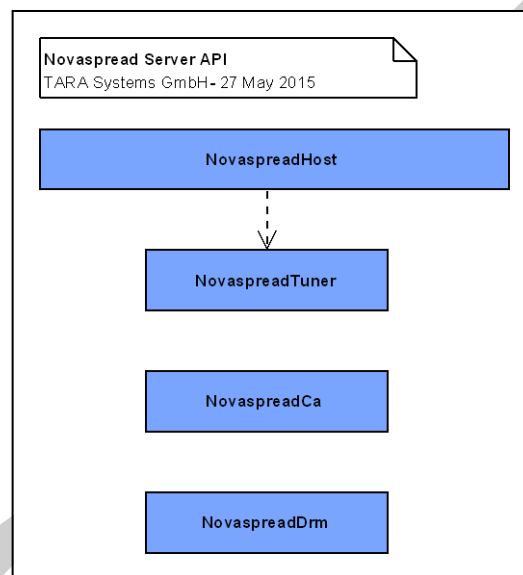 Novaspread Server API
TARA Systems GmbH- 27 May 2015
NovaspreadHost
NovaspreadTuner
NovaspreadCa
NovaspreadDrm